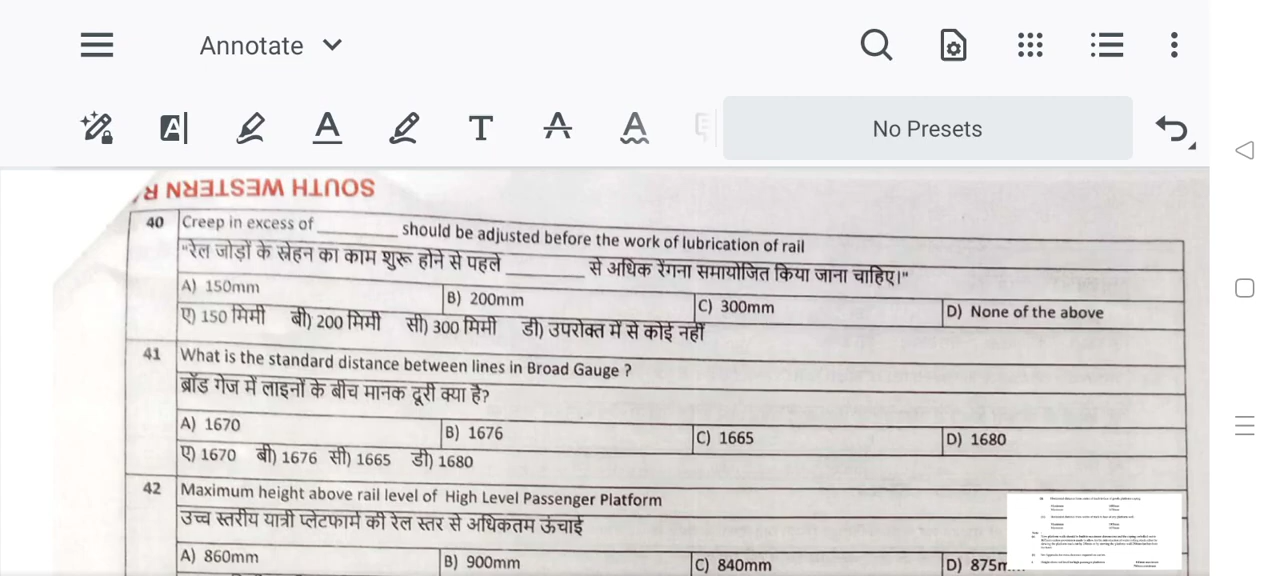 Annotate
No Presets
SOUTH WESTERN R
40 Creep in excess of ________ should be adjusted before the work of lubrication of rail
"रेल जोड़ों के स्नेहन का काम शुरू होने से पहले ________ से अधिक रेंगना समायोजित किया जाना चाहिए।"
A) 150mm B) 200mm C) 300mm D) None of the above
ए) 150 मिमी बी) 200 मिमी सी) 300 मिमी डी) उपरोक्त में से कोई नहीं
41 What is the standard distance between lines in Broad Gauge ?
ब्रॉड गेज में लाइनों के बीच मानक दूरी क्या है?
A) 1670 B) 1676 C) 1665 D) 1680
ए) 1670 बी) 1676 सी) 1665 डी) 1680
42 Maximum height above rail level of High Level Passenger Platform
उच्च स्तरीय यात्री प्लेटफार्म की रेल स्तर से अधिकतम ऊंचाई
A) 860mm B) 900mm C) 840mm D) 875m